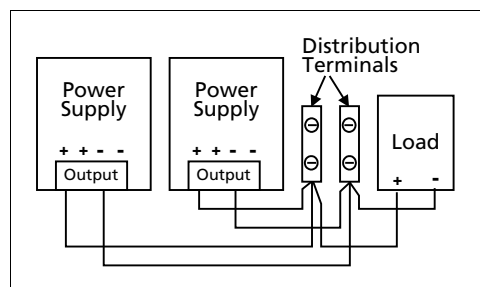 Distribution
Terminals
Power
Supply
+ + - -
Output
Power
Supply
+ + - -
Output
Load
+ -